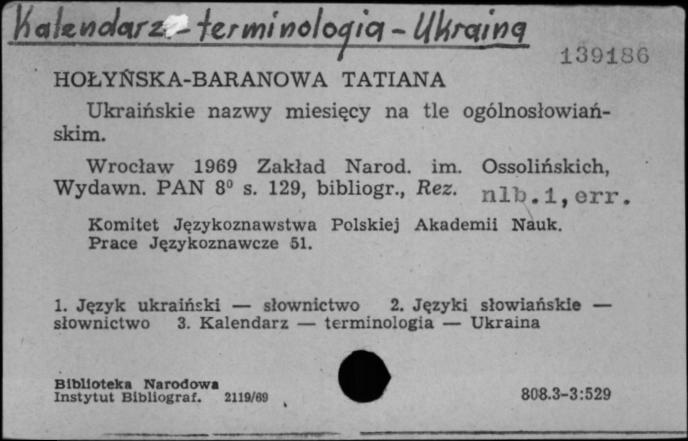 Kalendarz - terminologia - Ukraina
139186
HOŁYŃSKA-BARANOWA TATIANA
Ukraińskie nazwy miesięcy na tle ogólnosłowiań-
skim.
Wrocław 1969 Zakład Narod. im. Ossolińskich,
Wydawn. PAN 8⁰ s. 129, bibliogr., Rez. nlb.1, err.
Komitet Językoznawstwa Polskiej Akademii Nauk.
Prace Językoznawcze 51.
1. Język ukraiński — słownictwo 2. Języki słowiańskie —
słownictwo 3. Kalendarz — terminologia — Ukraina
Biblioteka Narodowa
Instytut Bibliograf. 2119/69
808.3-3:529